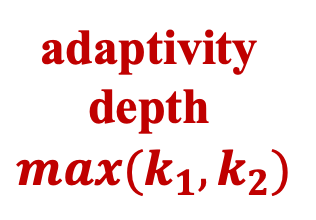 adaptivity
depth
max(k₁, k₂)